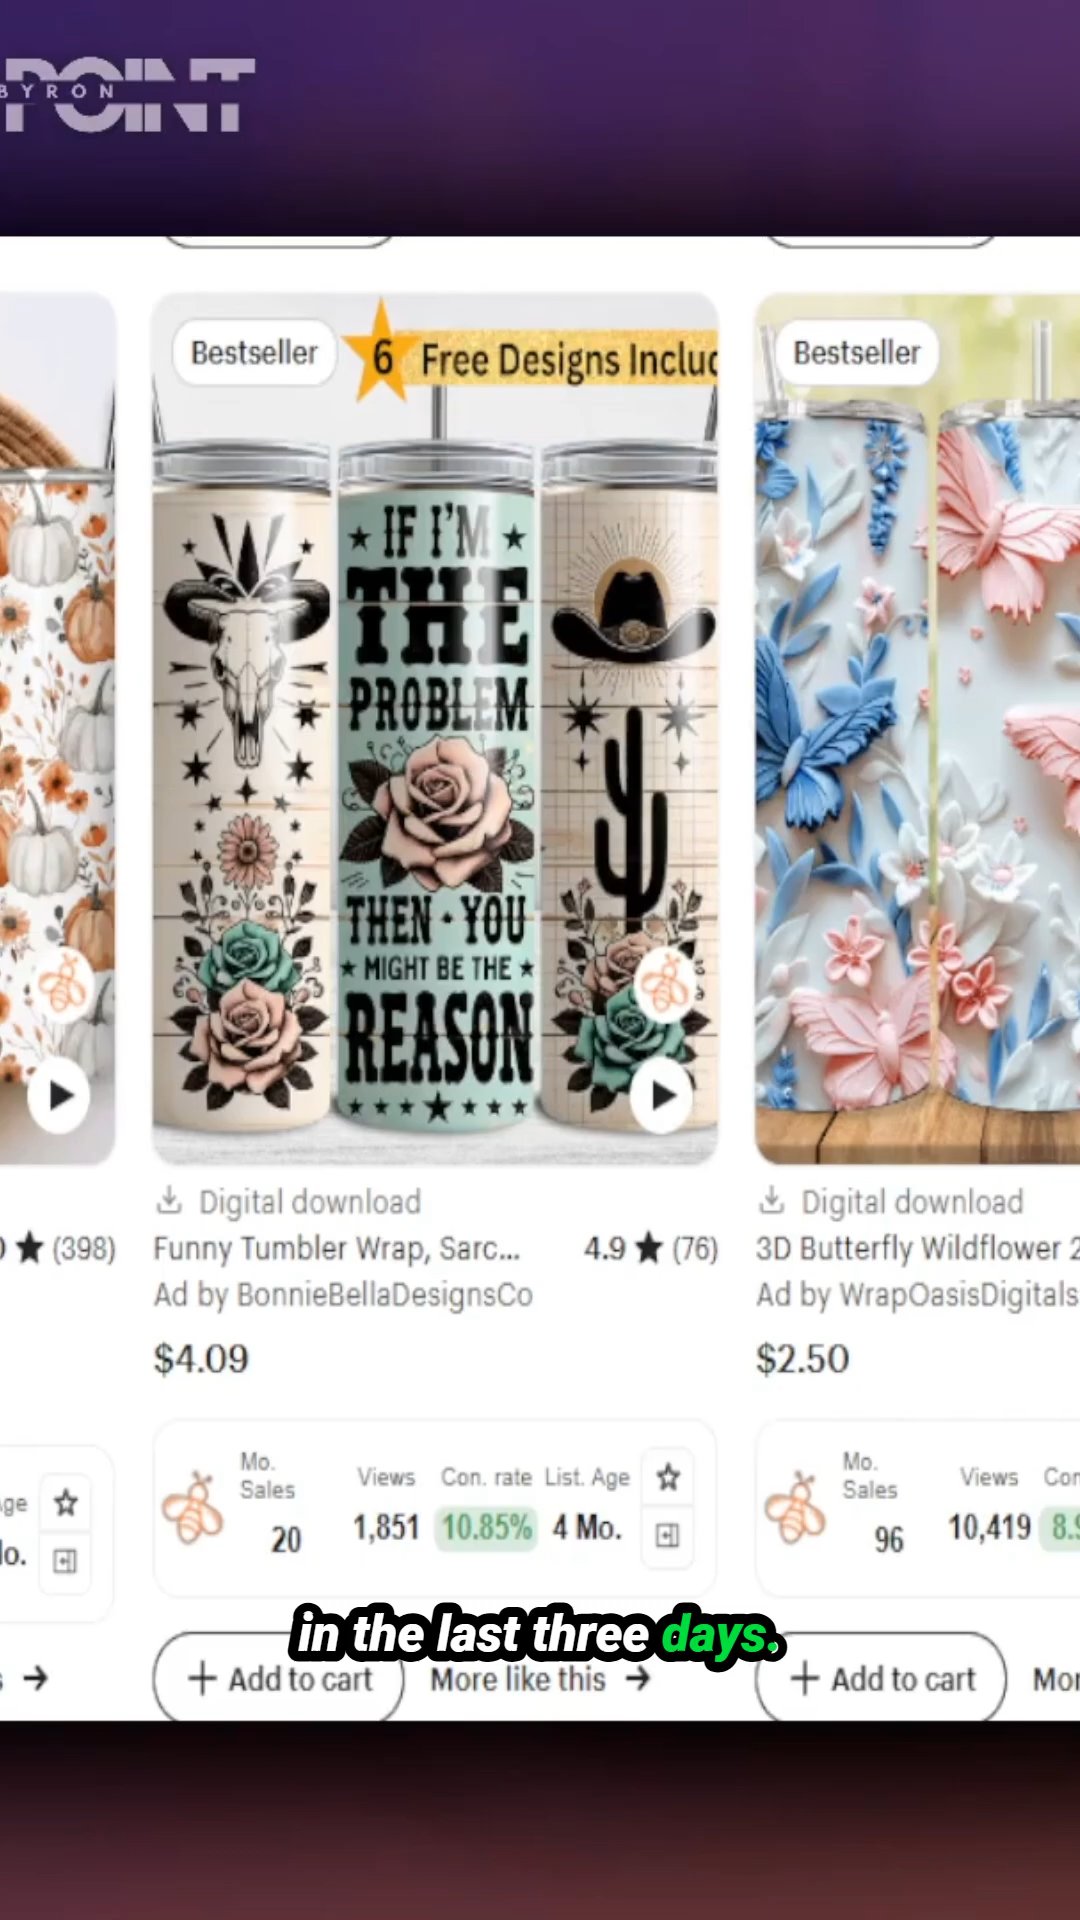 POINT
BYRON
Bestseller
6 Free Designs Includ
Bestseller
IF I'M
THE
PROBLEM
THEN • YOU
MIGHT BE THE
REASON
(398)
Digital download
Funny Tumbler Wrap, Sarc...
4.9 ★ (76)
Ad by BonnieBellaDesignsCo
$4.09
Digital download
3D Butterfly Wildflower 2
Ad by WrapOasisDigitals
$2.50
Mo. Sales
20
Views
1,851
Con. rate
10.85%
List. Age
4 Mo.
Mo. Sales
96
Views
10,419
Con
8.9
in the last three days.
+ Add to cart
More like this →
+ Add to cart
Mor